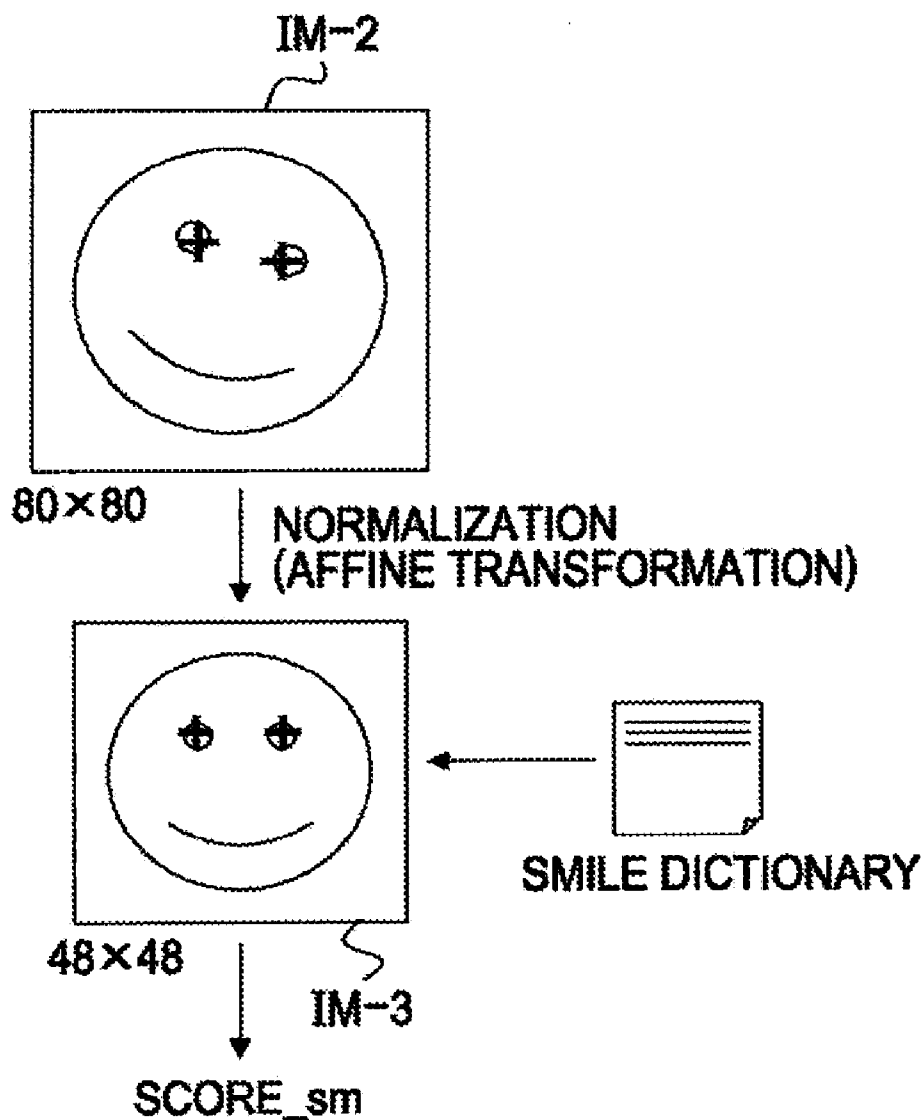 IM-2
80×80
NORMALIZATION
(AFFINE TRANSFORMATION)
SMILE DICTIONARY
48×48
IM-3
SCORE_sm